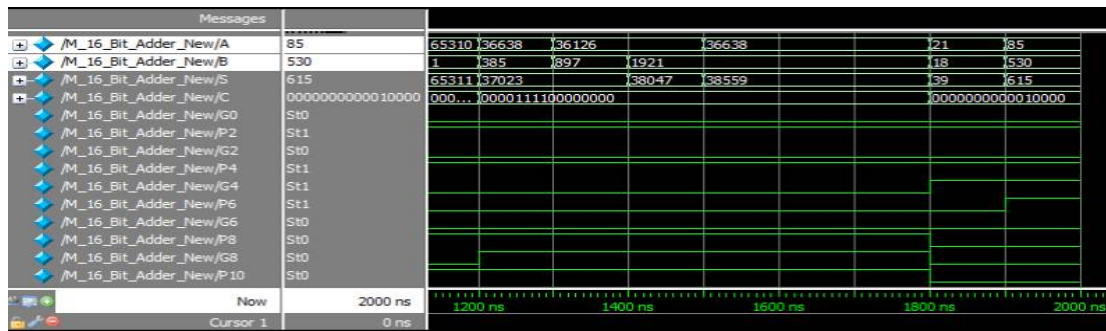 Messages
/M_16_Bit_Adder_New/A 85 65310 36638 36126 36638 21 85
/M_16_Bit_Adder_New/B 530 1 385 897 1921 18 530
/M_16_Bit_Adder_New/S 615 65311 37023 38047 38559 39 615
/M_16_Bit_Adder_New/C 0000000000010000 000... 0000111100000000 0000000000010000
/M_16_Bit_Adder_New/G0 St0
/M_16_Bit_Adder_New/P2 St1
/M_16_Bit_Adder_New/G2 St0
/M_16_Bit_Adder_New/P4 St1
/M_16_Bit_Adder_New/G4 St1
/M_16_Bit_Adder_New/P6 St1
/M_16_Bit_Adder_New/G6 St0
/M_16_Bit_Adder_New/P8 St0
/M_16_Bit_Adder_New/G8 St0
/M_16_Bit_Adder_New/P10 St0
Now 2000 ns 1200 ns 1400 ns 1600 ns 1800 ns 2000 ns
Cursor 1 0 ns